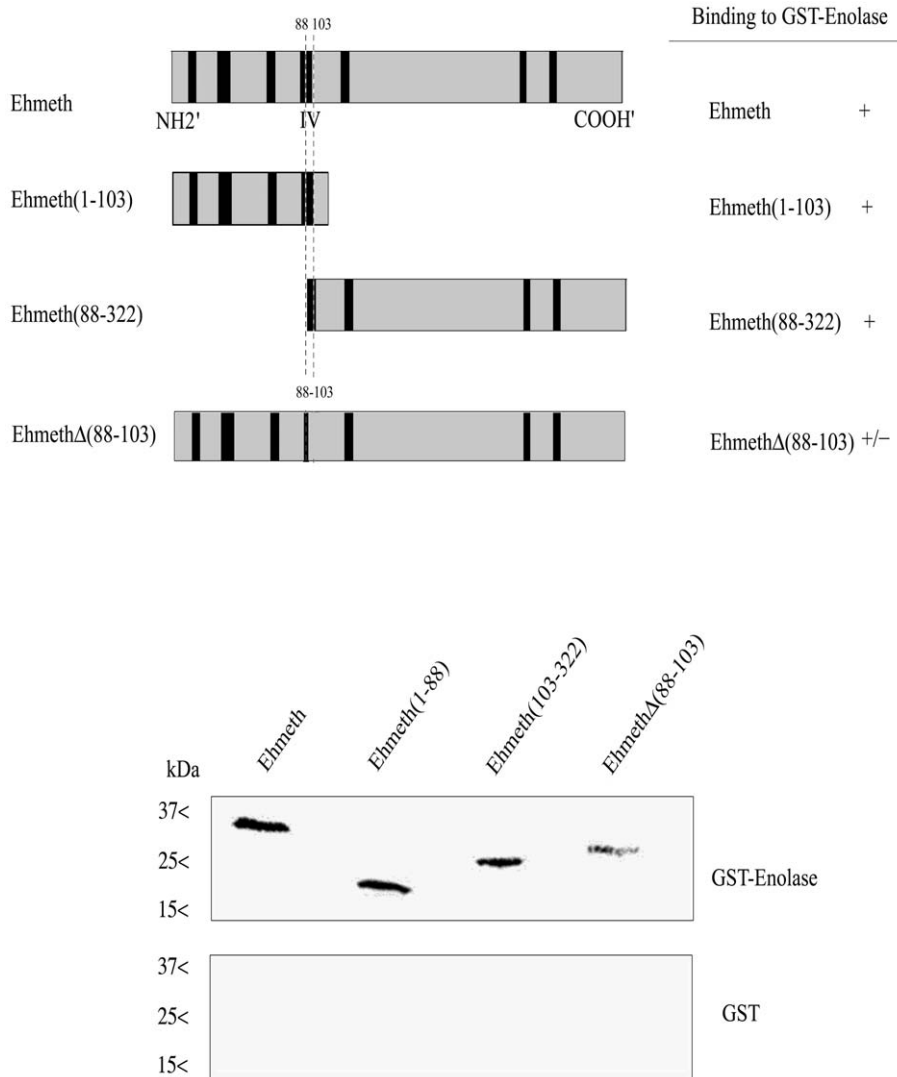 Binding to GST-Enolase
88 103
Ehmeth
NH2'
IV
COOH'
Ehmeth +
Ehmeth(1-103)
Ehmeth(1-103) +
Ehmeth(88-322)
Ehmeth(88-322) +
88-103
EhmethΔ(88-103)
EhmethΔ(88-103) +/−
Ehmeth
Ehmeth(1-88)
Ehmeth(103-322)
EhmethΔ(88-103)
kDa
37<
25<
15<
GST-Enolase
37<
25<
15<
GST